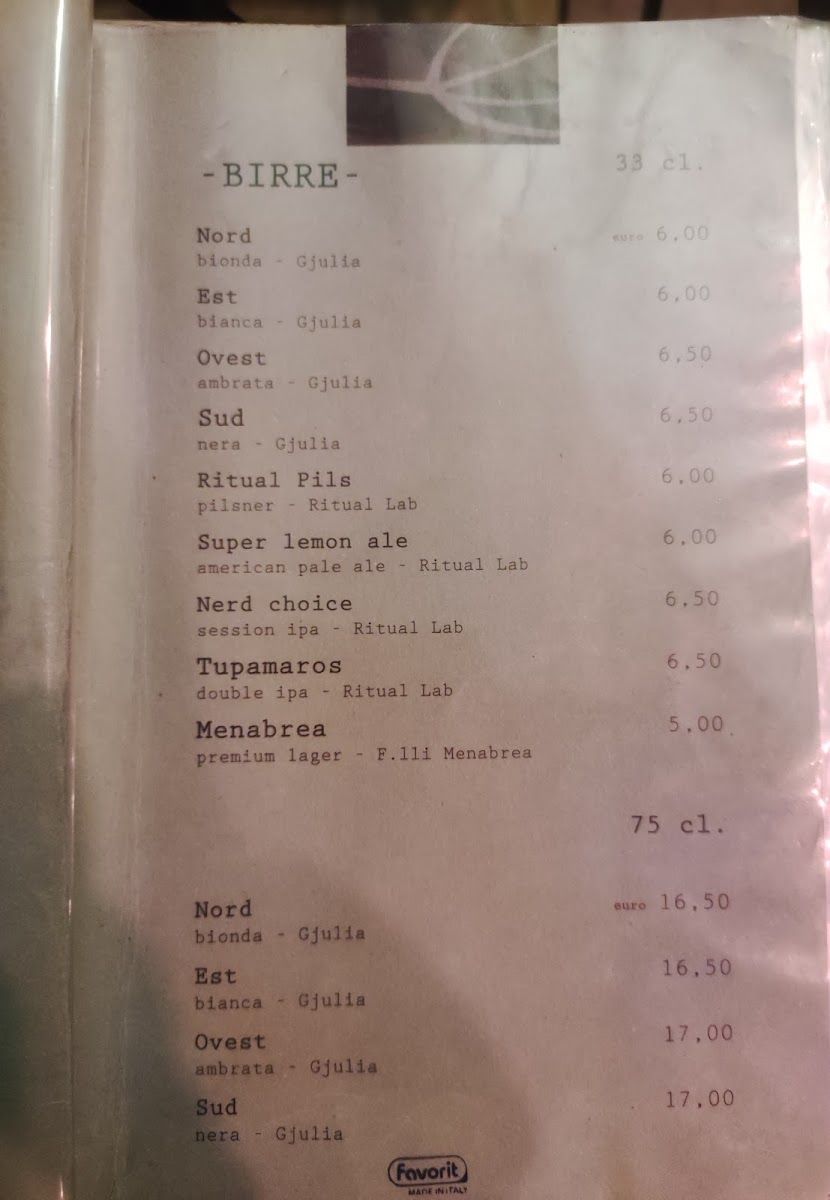 -BIRRE- 33 cl.
Nord euro 6,00
bionda - Gjulia
Est 6,00
bianca - Gjulia
Ovest 6,50
ambrata - Gjulia
Sud 6,50
nera - Gjulia
Ritual Pils 6,00
pilsner - Ritual Lab
Super lemon ale 6,00
american pale ale - Ritual Lab
Nerd choice 6,50
session ipa - Ritual Lab
Tupamaros 6,50
double ipa - Ritual Lab
Menabrea 5,00
premium lager - F.lli Menabrea
75 cl.
Nord euro 16,50
bionda - Gjulia
Est 16,50
bianca - Gjulia
Ovest 17,00
ambrata - Gjulia
Sud 17,00
nera - Gjulia
Favorit
MADE IN ITALY